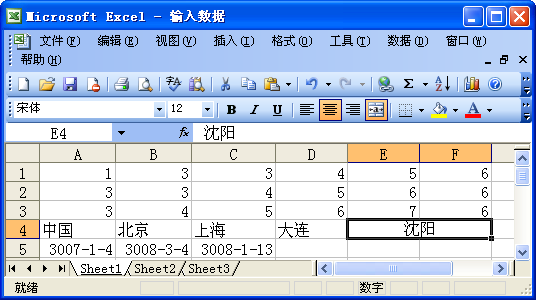 Microsoft Excel - 输入数据
文件(F) 编辑(E) 视图(V) 插入(I) 格式(O) 工具(T) 数据(D) 窗口(W)
帮助(H)
宋体 12 B I U A
E4 fx 沈阳
A B C D E F
1 1 3 3 4 5 6
2 3 3 4 5 6 6
3 3 4 5 6 7 6
4 中国 北京 上海 大连 沈阳
5 3007-1-4 3008-3-4 3008-1-13
Sheet1 Sheet2 Sheet3
就绪 数字